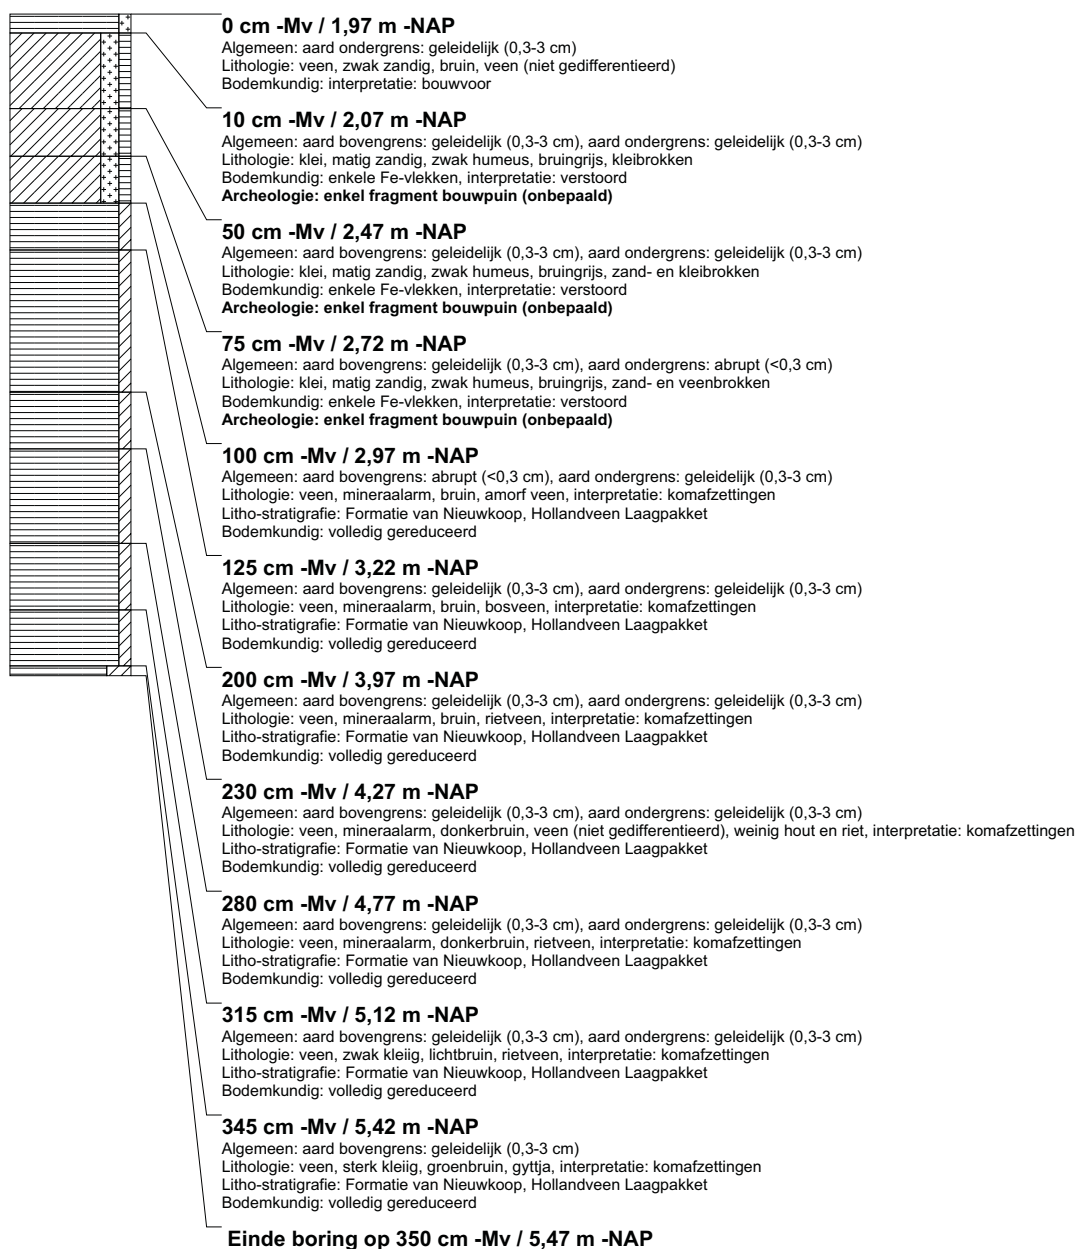 0 cm -Mv / 1,97 m -NAP
Algemeen: aard ondergrens: geleidelijk (0,3-3 cm)
Lithologie: veen, zwak zandig, bruin, veen (niet gedifferentieerd)
Bodemkundig: interpretatie: bouwvoor
10 cm -Mv / 2,07 m -NAP
Algemeen: aard bovengrens: geleidelijk (0,3-3 cm), aard ondergrens: geleidelijk (0,3-3 cm)
Lithologie: klei, matig zandig, zwak humeus, bruingrijs, kleibrokken
Bodemkundig: enkele Fe-vlekken, interpretatie: verstoord
Archeologie: enkel fragment bouwpuin (onbepaald)
50 cm -Mv / 2,47 m -NAP
Algemeen: aard bovengrens: geleidelijk (0,3-3 cm), aard ondergrens: geleidelijk (0,3-3 cm)
Lithologie: klei, matig zandig, zwak humeus, bruingrijs, zand- en kleibrokken
Bodemkundig: enkele Fe-vlekken, interpretatie: verstoord
Archeologie: enkel fragment bouwpuin (onbepaald)
75 cm -Mv / 2,72 m -NAP
Algemeen: aard bovengrens: geleidelijk (0,3-3 cm), aard ondergrens: abrupt (<0,3 cm)
Lithologie: klei, matig zandig, zwak humeus, bruingrijs, zand- en veenbrokken
Bodemkundig: enkele Fe-vlekken, interpretatie: verstoord
Archeologie: enkel fragment bouwpuin (onbepaald)
100 cm -Mv / 2,97 m -NAP
Algemeen: aard bovengrens: abrupt (<0,3 cm), aard ondergrens: geleidelijk (0,3-3 cm)
Lithologie: veen, mineraalarm, bruin, amorf veen, interpretatie: komafzettingen
Litho-stratigrafie: Formatie van Nieuwkoop, Hollandveen Laagpakket
Bodemkundig: volledig gereduceerd
125 cm -Mv / 3,22 m -NAP
Algemeen: aard bovengrens: geleidelijk (0,3-3 cm), aard ondergrens: geleidelijk (0,3-3 cm)
Lithologie: veen, mineraalarm, bruin, bosveen, interpretatie: komafzettingen
Litho-stratigrafie: Formatie van Nieuwkoop, Hollandveen Laagpakket
Bodemkundig: volledig gereduceerd
200 cm -Mv / 3,97 m -NAP
Algemeen: aard bovengrens: geleidelijk (0,3-3 cm), aard ondergrens: geleidelijk (0,3-3 cm)
Lithologie: veen, mineraalarm, bruin, rietveen, interpretatie: komafzettingen
Litho-stratigrafie: Formatie van Nieuwkoop, Hollandveen Laagpakket
Bodemkundig: volledig gereduceerd
230 cm -Mv / 4,27 m -NAP
Algemeen: aard bovengrens: geleidelijk (0,3-3 cm), aard ondergrens: geleidelijk (0,3-3 cm)
Lithologie: veen, mineraalarm, donkerbruin, veen (niet gedifferentieerd), weinig hout en riet, interpretatie: komafzettingen
Litho-stratigrafie: Formatie van Nieuwkoop, Hollandveen Laagpakket
Bodemkundig: volledig gereduceerd
280 cm -Mv / 4,77 m -NAP
Algemeen: aard bovengrens: geleidelijk (0,3-3 cm), aard ondergrens: geleidelijk (0,3-3 cm)
Lithologie: veen, mineraalarm, donkerbruin, rietveen, interpretatie: komafzettingen
Litho-stratigrafie: Formatie van Nieuwkoop, Hollandveen Laagpakket
Bodemkundig: volledig gereduceerd
315 cm -Mv / 5,12 m -NAP
Algemeen: aard bovengrens: geleidelijk (0,3-3 cm), aard ondergrens: geleidelijk (0,3-3 cm)
Lithologie: veen, zwak kleiig, lichtbruin, rietveen, interpretatie: komafzettingen
Litho-stratigrafie: Formatie van Nieuwkoop, Hollandveen Laagpakket
Bodemkundig: volledig gereduceerd
345 cm -Mv / 5,42 m -NAP
Algemeen: aard bovengrens: geleidelijk (0,3-3 cm)
Lithologie: veen, sterk kleiig, groenbruin, gyttja, interpretatie: komafzettingen
Litho-stratigrafie: Formatie van Nieuwkoop, Hollandveen Laagpakket
Bodemkundig: volledig gereduceerd
Einde boring op 350 cm -Mv / 5,47 m -NAP